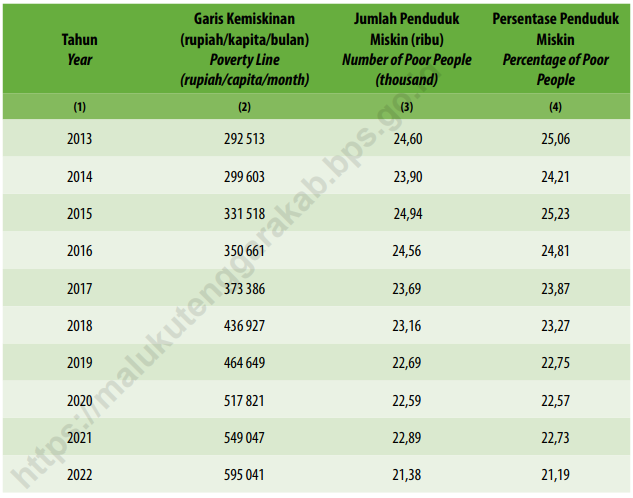 Tahun
Year
Garis Kemiskinan
(rupiah/kapita/bulan)
Poverty Line
(rupiah/capita/month)
Jumlah Penduduk
Miskin (ribu)
Number of Poor People
(thousand)
Persentase Penduduk
Miskin
Percentage of Poor
People
(1) (2) (3) (4)
2013 292 513 24,60 25,06
2014 299 603 23,90 24,21
2015 331 518 24,94 25,23
2016 350 661 24,56 24,81
2017 373 386 23,69 23,87
2018 436 927 23,16 23,27
2019 464 649 22,69 22,75
2020 517 821 22,59 22,57
2021 549 047 22,89 22,73
2022 595 041 21,38 21,19
https://malukutenggarakab.bps.go.id